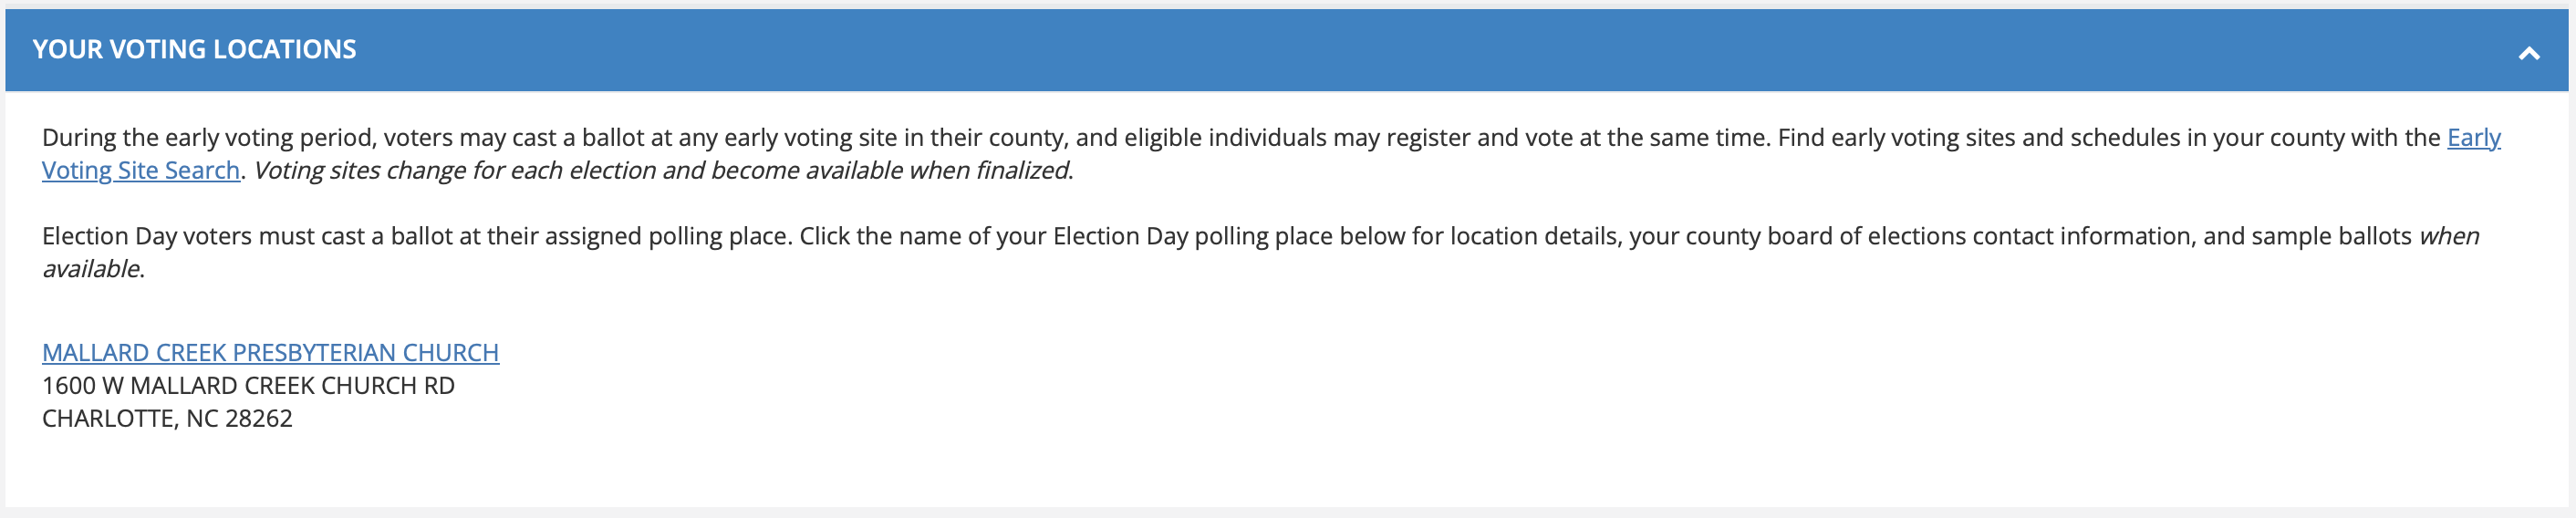 YOUR VOTING LOCATIONS
During the early voting period, voters may cast a ballot at any early voting site in their county, and eligible individuals may register and vote at the same time. Find early voting sites and schedules in your county with the Early
Voting Site Search. Voting sites change for each election and become available when finalized.
Election Day voters must cast a ballot at their assigned polling place. Click the name of your Election Day polling place below for location details, your county board of elections contact information, and sample ballots when
available.
MALLARD CREEK PRESBYTERIAN CHURCH
1600 W MALLARD CREEK CHURCH RD
CHARLOTTE, NC 28262